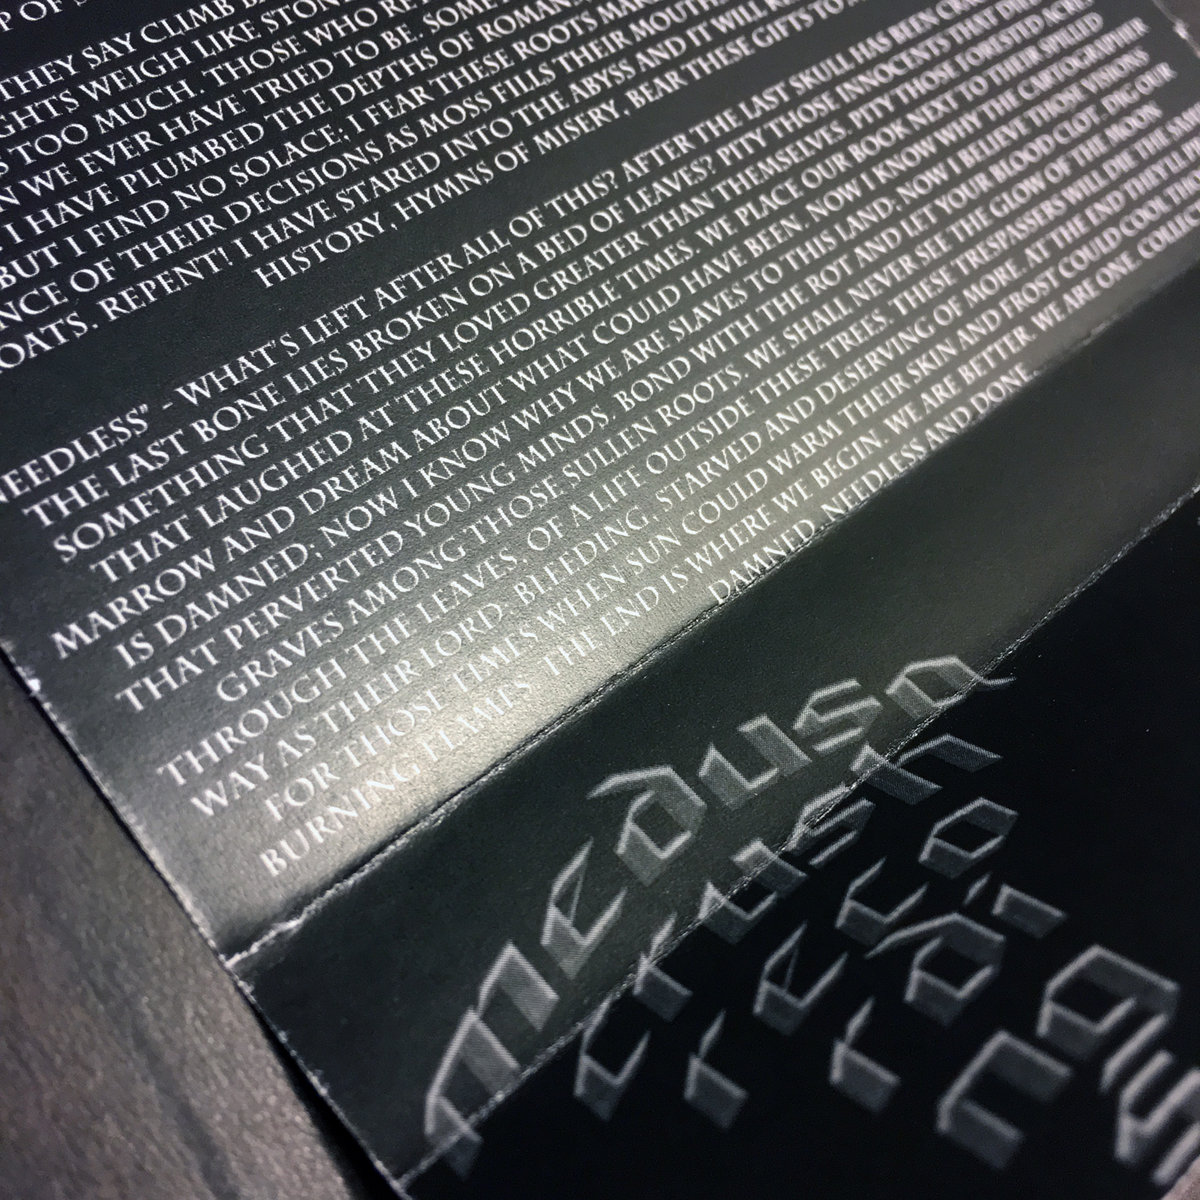 P OF S
THEY SAY CLIMB BA
GHTS WEIGH LIKE STON
S TOO MUCH. THOSE WHO RE
N WE EVER HAVE TRIED TO BE. SOME
I HAVE PLUMBED THE DEPTHS OF ROMAN
BUT I FIND NO SOLACE; I FEAR THESE ROOTS MAK
NCE OF THEIR DECISIONS AS MOSS FILLS THEIR MOUTH
OATS. REPENT! I HAVE STARED INTO THE ABYSS AND IT WILL
HISTORY, HYMNS OF MISERY, BEAR THESE GIFTS TO
NEEDLESS" - WHAT'S LEFT AFTER ALL OF THIS? AFTER THE LAST SKULL HAS BEEN
THE LAST BONE LIES BROKEN ON A BED OF LEAVES? PITY THOSE INNOCENTS THAT
SOMETHING THAT THEY LOVED GREATER THAN THEMSELVES. PITY THOSE FORESTED ACRES
THAT LAUGHED AT THESE HORRIBLE TIMES. WE PLACE OUR BOOK NEXT TO THEIR SPILLED
MARROW AND DREAM ABOUT WHAT COULD HAVE BEEN. NOW I KNOW WHY THE CARTOGRAPHER
IS DAMNED; NOW I KNOW WHY WE ARE SLAVES TO THIS LAND; NOW I BELIEVE THOSE VISIONS
THAT PERVERTED YOUNG MINDS. BOND WITH THE ROT AND LET YOUR BLOOD CLOT. DIG OUR
GRAVES AMONG THOSE SULLEN ROOTS. WE SHALL NEVER SEE THE GLOW OF THE MOON
THROUGH THE LEAVES, OF A LIFE OUTSIDE THESE TREES. THESE TRESPASSERS WILL DIE THE
WAY AS THEIR LORD: BLEEDING, STARVED AND DESERVING OF MORE. AT THE END THEY'LL
FOR THOSE TIMES WHEN SUN COULD WARM THEIR SKIN AND FROST COULD COOL
BURNING FLAMES. THE END IS WHERE WE BEGIN. WE ARE BETTER. WE ARE ONE.
DAMNED. NEEDLESS AND DONE.
medusa
crush
reco
rdi
ngs